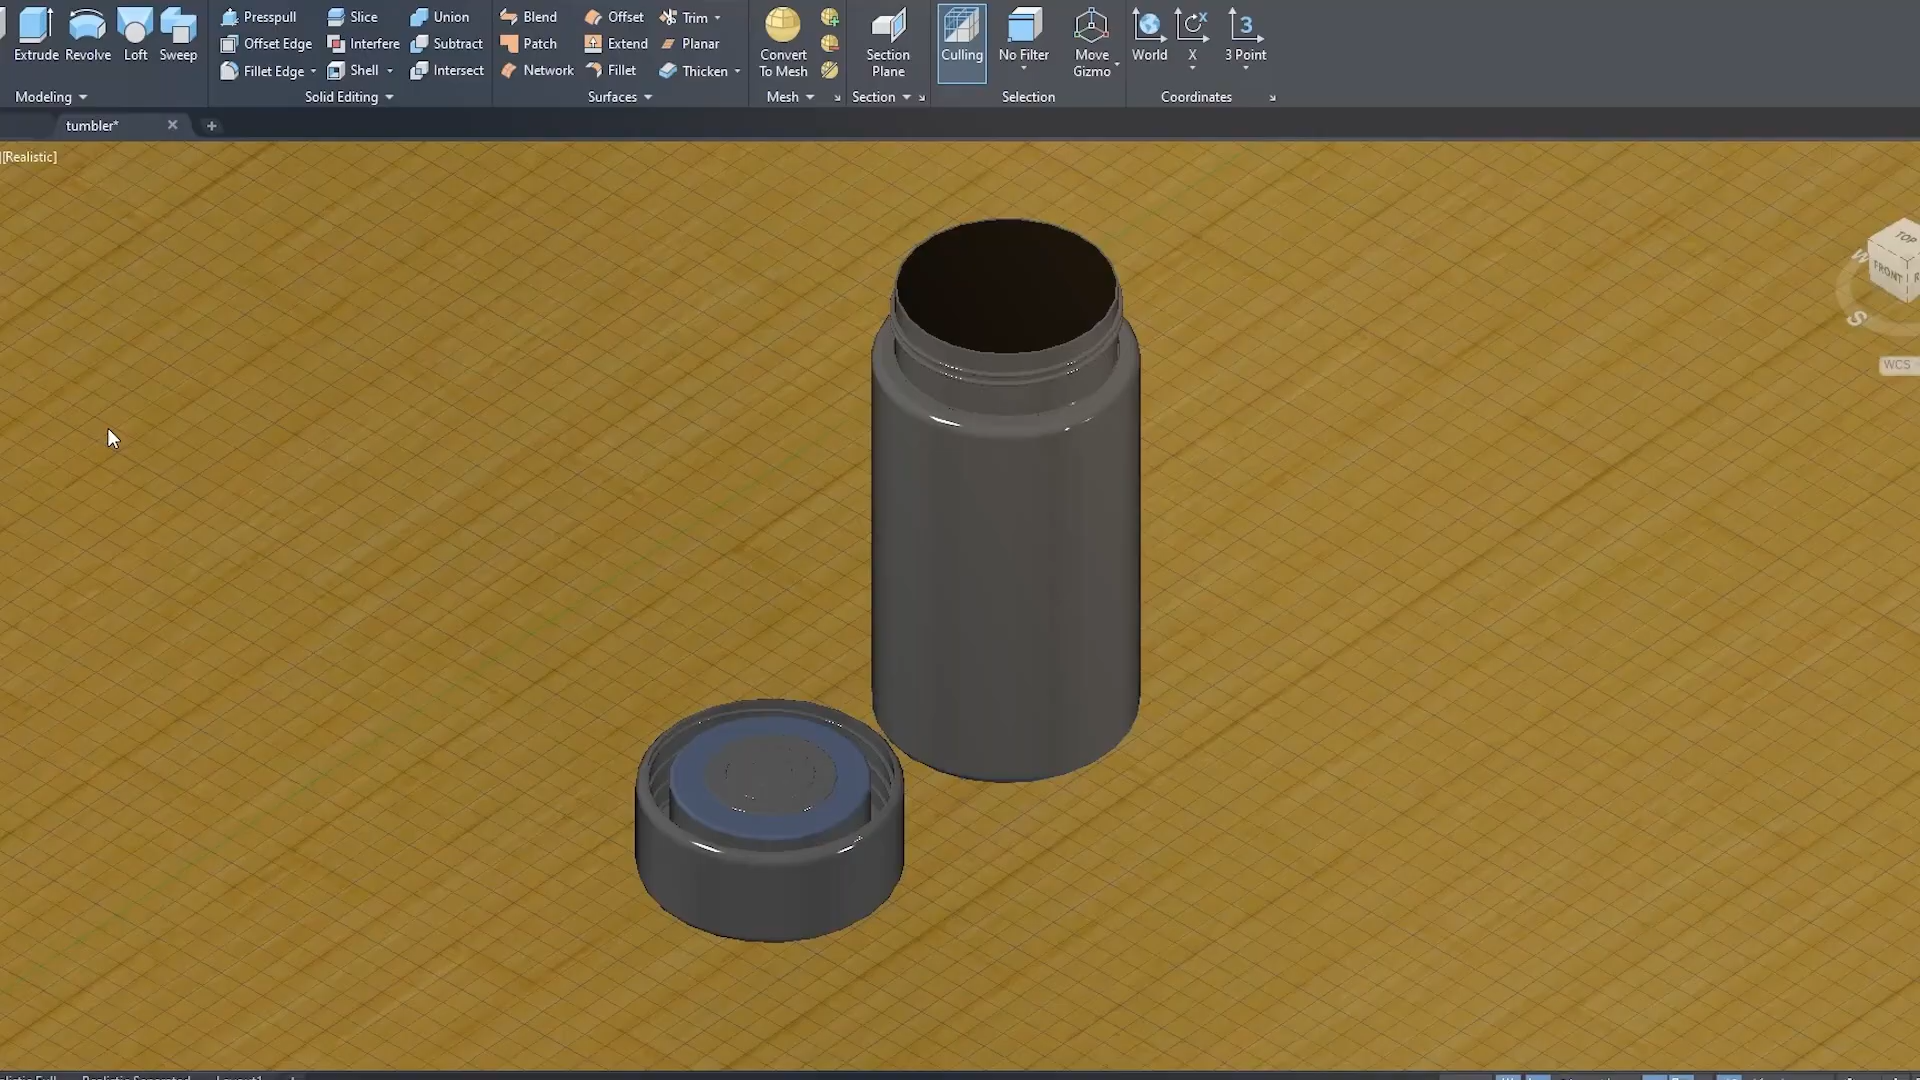 Extrude Revolve Loft Sweep
Presspull Slice Union
Offset Edge Interfere Subtract
Fillet Edge Shell Intersect
Blend Offset Trim
Patch Extend Planar
Network Fillet Thicken
Convert To Mesh
Section Plane
Culling No Filter Move Gizmo
World X 3 Point
3
X
Modeling Solid Editing Surfaces Mesh Section Selection Coordinates
tumbler*
[Realistic]
TOP
W
FRONT
S
WCS